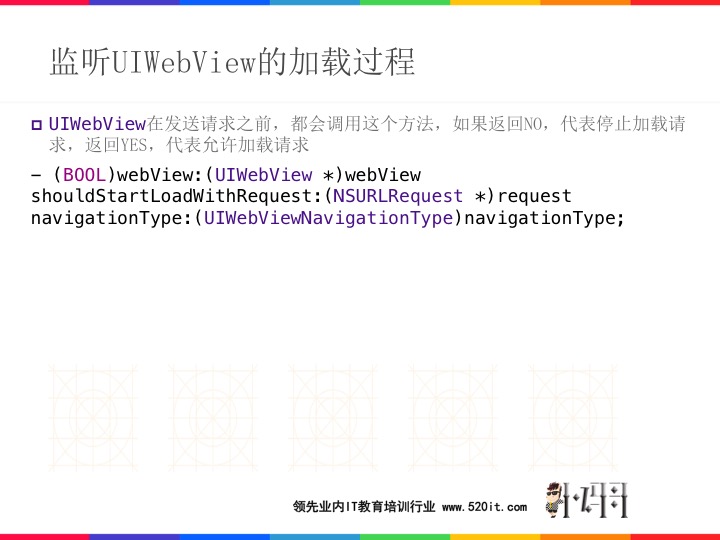 监听UIWebView的加载过程
UIWebView在发送请求之前，都会调用这个方法，如果返回NO，代表停止加载请
求，返回YES，代表允许加载请求
- (BOOL)webView:(UIWebView *)webView
shouldStartLoadWithRequest:(NSURLRequest *)request
navigationType:(UIWebViewNavigationType)navigationType;
领先业内IT教育培训行业 www.520it.com
小码哥